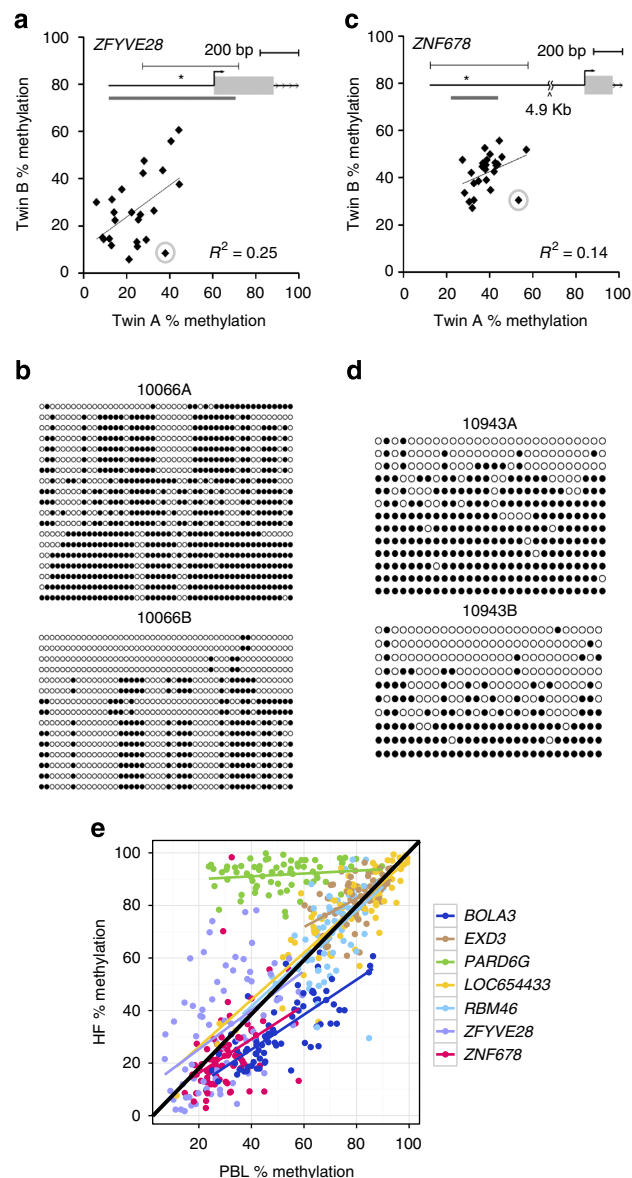 a
ZFYVE28
200 bp
*
100
80
60
40
20
0
Twin B % methylation
R2 = 0.25
0 20 40 60 80 100
Twin A % methylation
c
ZNF678
200 bp
*
4.9 Kb
100
80
60
40
20
0
Twin B % methylation
R2 = 0.14
0 20 40 60 80 100
Twin A % methylation
b
10066A
10066B
d
10943A
10943B
e
100
80
60
40
20
0
HF % methylation
20 40 60 80 100
PBL % methylation
BOLA3
EXD3
PARD6G
LOC654433
RBM46
ZFYVE28
ZNF678